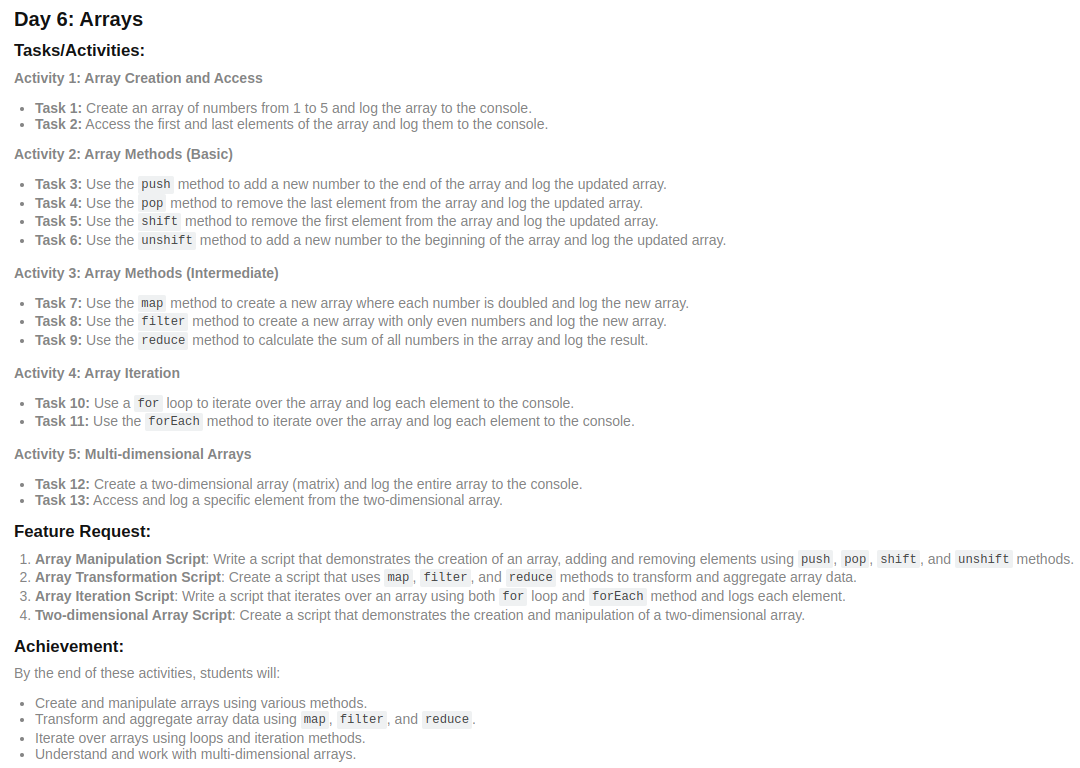 Day 6: Arrays
Tasks/Activities:
Activity 1: Array Creation and Access
• Task 1: Create an array of numbers from 1 to 5 and log the array to the console.
• Task 2: Access the first and last elements of the array and log them to the console.
Activity 2: Array Methods (Basic)
• Task 3: Use the push method to add a new number to the end of the array and log the updated array.
• Task 4: Use the pop method to remove the last element from the array and log the updated array.
• Task 5: Use the shift method to remove the first element from the array and log the updated array.
• Task 6: Use the unshift method to add a new number to the beginning of the array and log the updated array.
Activity 3: Array Methods (Intermediate)
• Task 7: Use the map method to create a new array where each number is doubled and log the new array.
• Task 8: Use the filter method to create a new array with only even numbers and log the new array.
• Task 9: Use the reduce method to calculate the sum of all numbers in the array and log the result.
Activity 4: Array Iteration
• Task 10: Use a for loop to iterate over the array and log each element to the console.
• Task 11: Use the forEach method to iterate over the array and log each element to the console.
Activity 5: Multi-dimensional Arrays
• Task 12: Create a two-dimensional array (matrix) and log the entire array to the console.
• Task 13: Access and log a specific element from the two-dimensional array.
Feature Request:
1. Array Manipulation Script: Write a script that demonstrates the creation of an array, adding and removing elements using push, pop, shift, and unshift methods.
2. Array Transformation Script: Create a script that uses map, filter, and reduce methods to transform and aggregate array data.
3. Array Iteration Script: Write a script that iterates over an array using both for loop and forEach method and logs each element.
4. Two-dimensional Array Script: Create a script that demonstrates the creation and manipulation of a two-dimensional array.
Achievement:
By the end of these activities, students will:
• Create and manipulate arrays using various methods.
• Transform and aggregate array data using map, filter, and reduce.
• Iterate over arrays using loops and iteration methods.
• Understand and work with multi-dimensional arrays.